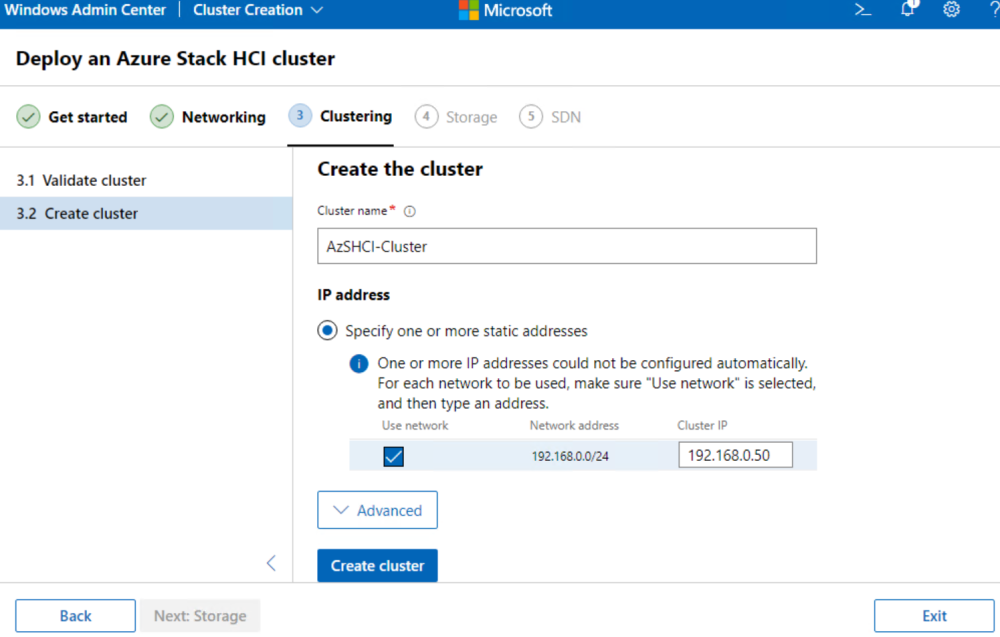 Windows Admin Center | Cluster Creation
Microsoft
Deploy an Azure Stack HCI cluster
Get started
Networking
3 Clustering
4 Storage
5 SDN
3.1 Validate cluster
3.2 Create cluster
Create the cluster
Cluster name*
AzSHCI-Cluster
IP address
Specify one or more static addresses
One or more IP addresses could not be configured automatically.
For each network to be used, make sure "Use network" is selected,
and then type an address.
Use network Network address Cluster IP
192.168.0.0/24 192.168.0.50
Advanced
Create cluster
Back
Next: Storage
Exit